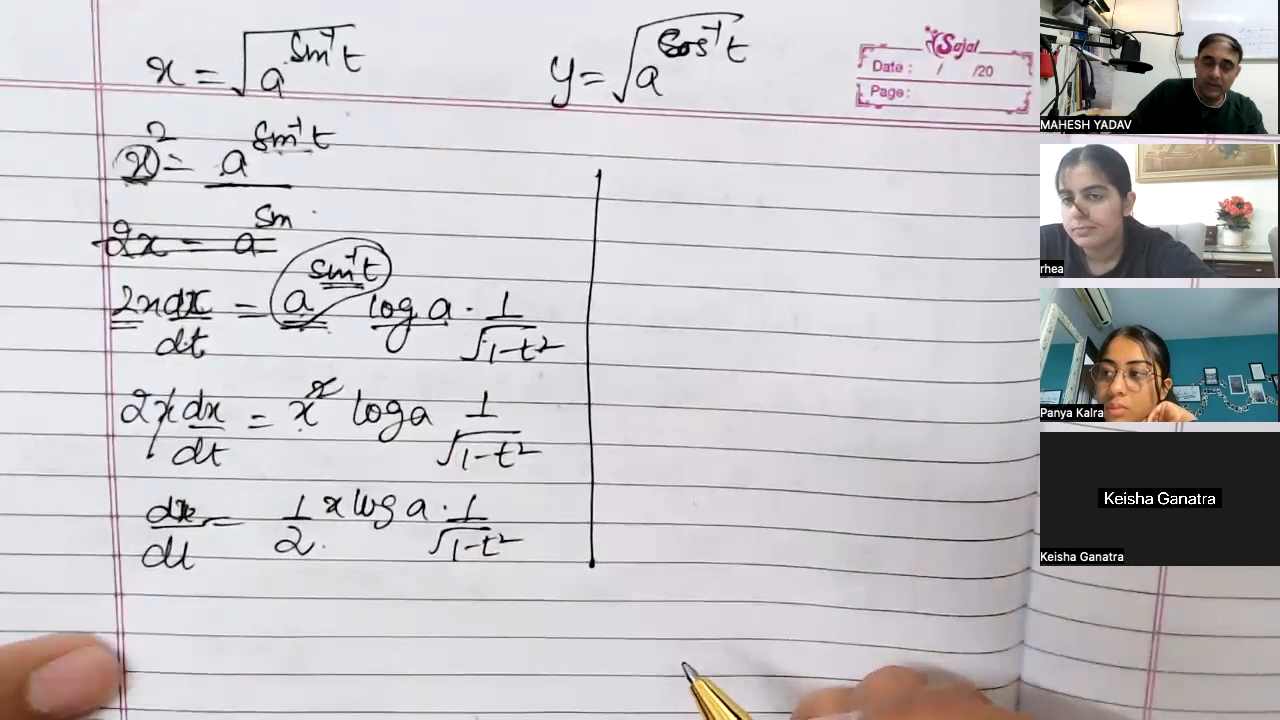 x = √a^sin⁻¹t
y = √a^cos⁻¹t
Sajal
Date : / /20
Page:
x² = a^sin⁻¹t
2x = a^sin
2x dx/dt = a^sin⁻¹t log a · 1/√1-t²
2x dx/dt = x² log a 1/√1-t²
dx/dt = 1/2 x log a · 1/√1-t²
MAHESH YADAV
rhea
Panya Kalra
Keisha Ganatra
Keisha Ganatra